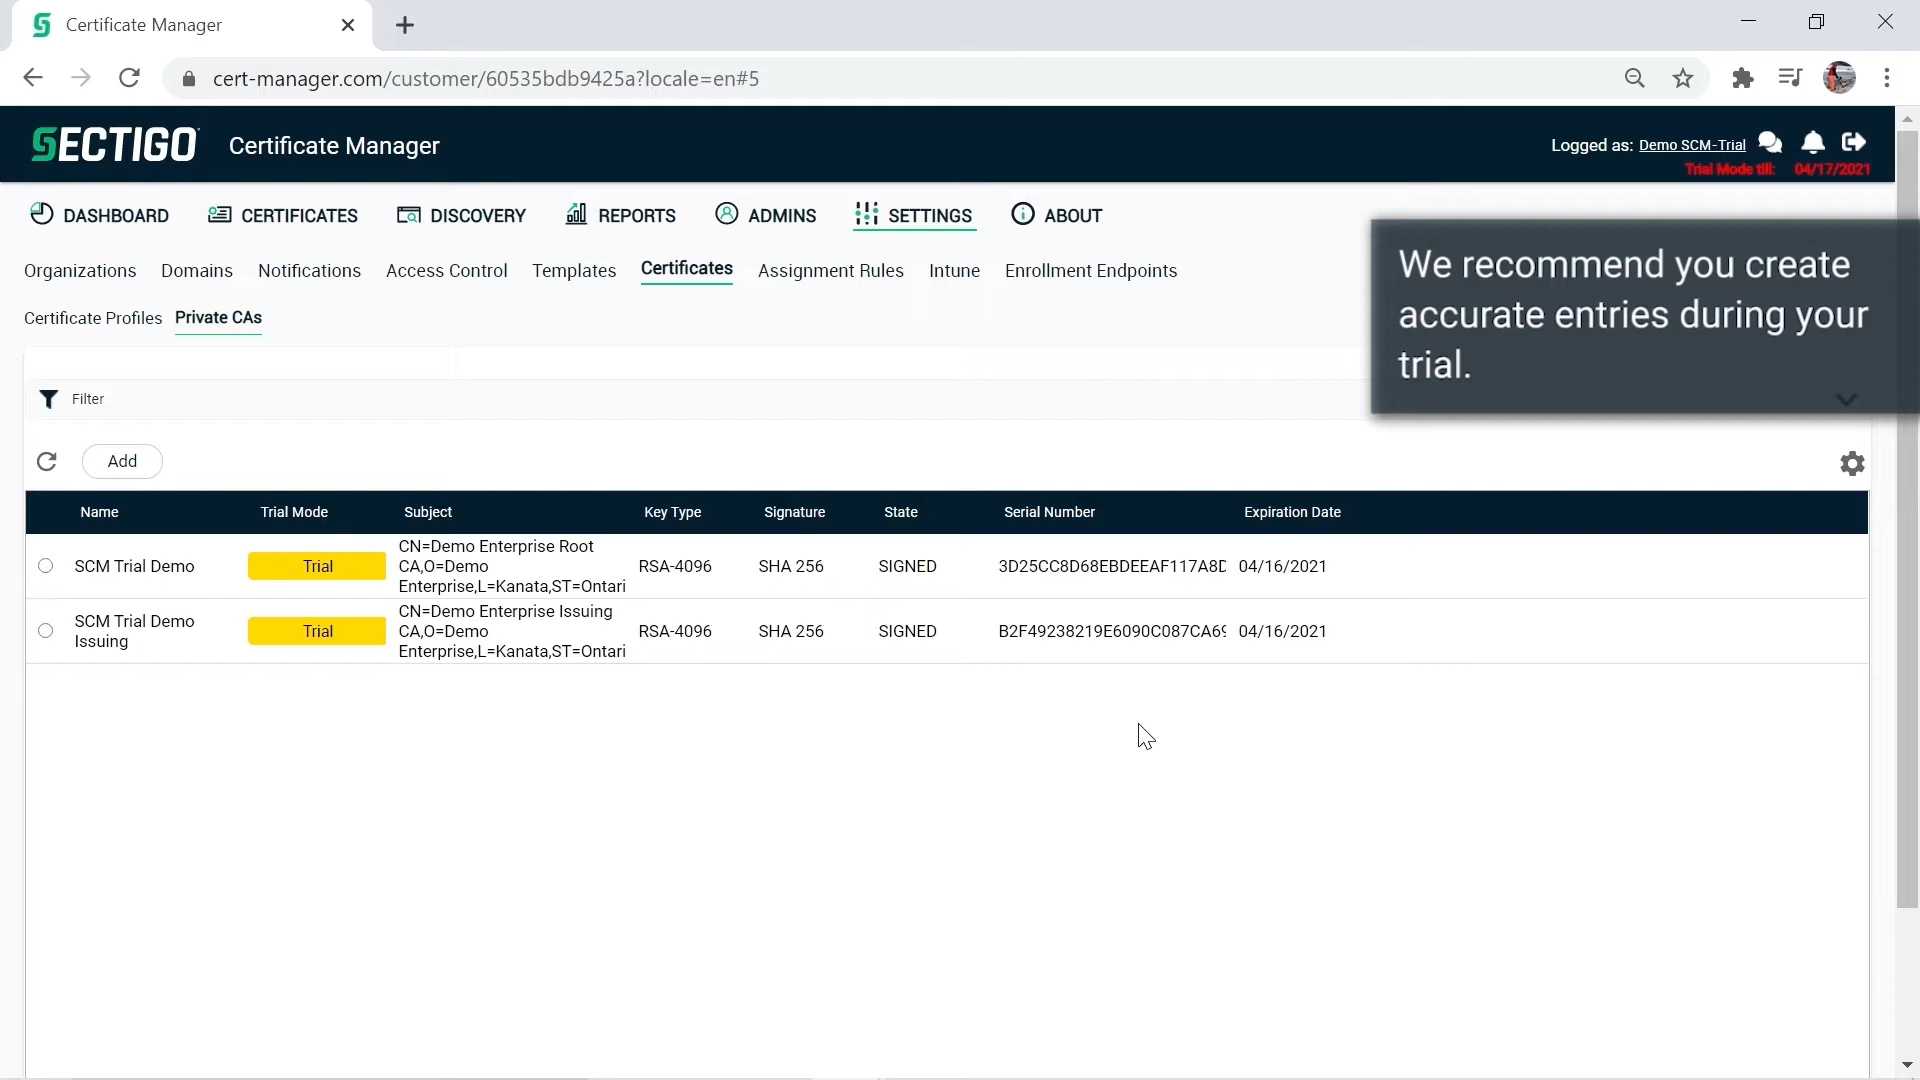 Certificate Manager
cert-manager.com/customer/60535bdb9425a?locale=en#5
SECTIGO Certificate Manager
Logged as: Demo SCM-Trial
Trial Mode till: 04/17/2021
DASHBOARD CERTIFICATES DISCOVERY REPORTS ADMINS SETTINGS ABOUT
Organizations Domains Notifications Access Control Templates Certificates Assignment Rules Intune Enrollment Endpoints
We recommend you create
accurate entries during your
trial.
Certificate Profiles Private CAs
Filter
Add
Name Trial Mode Subject Key Type Signature State Serial Number Expiration Date
SCM Trial Demo Trial CN=Demo Enterprise Root
CA,O=Demo
Enterprise,L=Kanata,ST=Ontari RSA-4096 SHA 256 SIGNED 3D25CC8D68EBDEEAF117A8D 04/16/2021
SCM Trial Demo
Issuing Trial CN=Demo Enterprise Issuing
CA,O=Demo
Enterprise,L=Kanata,ST=Ontari RSA-4096 SHA 256 SIGNED B2F49238219E6090C087CA69 04/16/2021